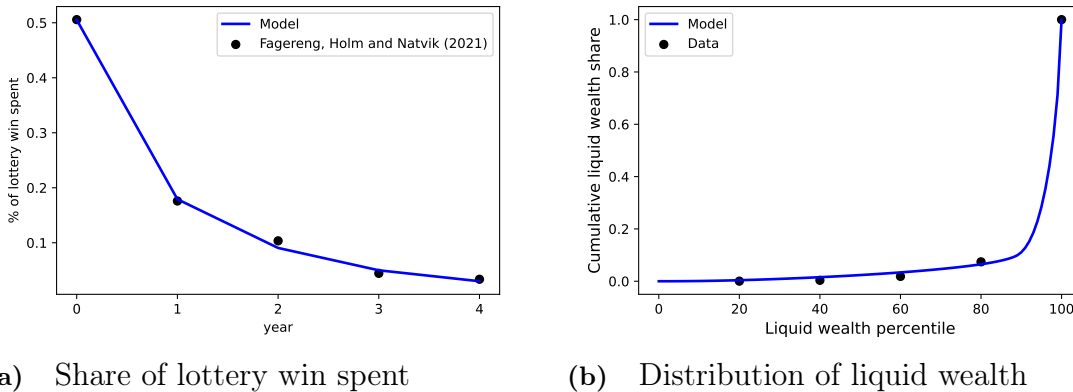 0.5
0.4
0.3
0.2
0.1
% of lottery win spent
Model
Fagereng, Holm and Natvik (2021)
0 1 2 3 4
year
1.0
0.8
0.6
0.4
0.2
0.0
Cumulative liquid wealth share
Model
Data
0 20 40 60 80 100
Liquid wealth percentile
a) Share of lottery win spent
(b) Distribution of liquid wealth